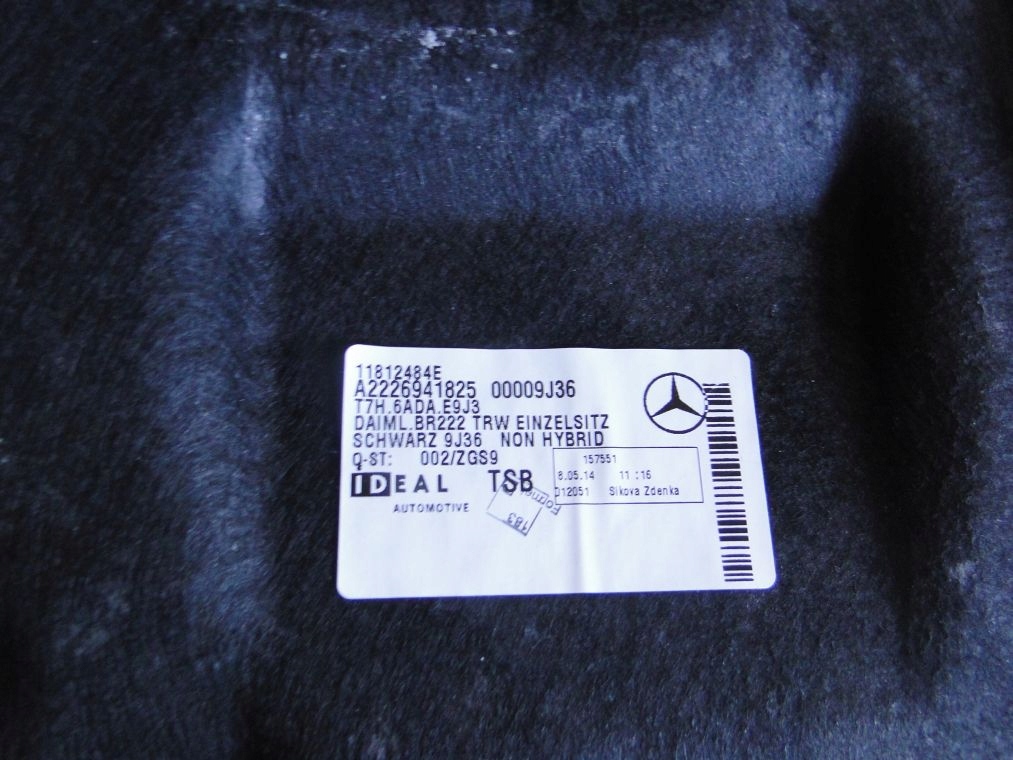 11812484E
A2226941825 00009J36
T7H.6ADA.E9J3
DAIML.BR222 TRW EINZELSITZ
SCHWARZ 9J36 NON HYBRID
Q-ST: 002/ZGS9
157551
8.05.14 11:16
012051 Sikova Zdenka
IDEAL TSB
AUTOMOTIVE
183